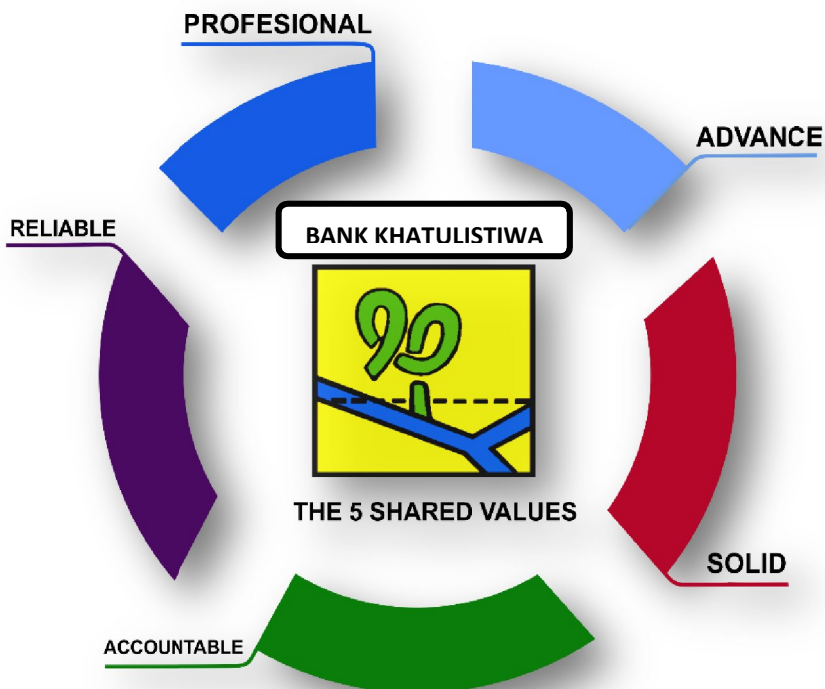 PROFESIONAL
ADVANCE
RELIABLE
BANK KHATULISTIWA
THE 5 SHARED VALUES
SOLID
ACCOUNTABLE